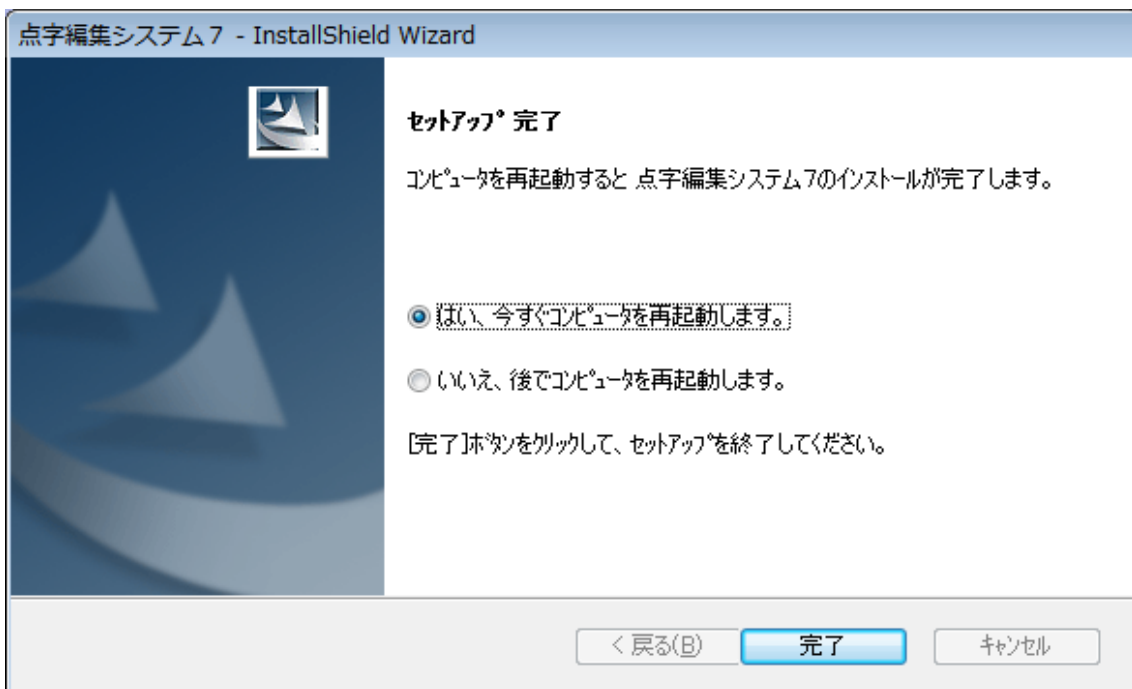 点字編集システム7 - InstallShield Wizard
ｾｯﾄｱｯﾌﾟ 完了
ｺﾝﾋﾟｭｰﾀを再起動すると 点字編集システム7のｲﾝｽﾄｰﾙが完了します。
はい、今すぐｺﾝﾋﾟｭｰﾀを再起動します。
いいえ、後でｺﾝﾋﾟｭｰﾀを再起動します。
[完了]ﾎﾞﾀﾝをｸﾘｯｸして、ｾｯﾄｱｯﾌﾟを終了してください。
< 戻る(B)
完了
ｷｬﾝｾﾙ